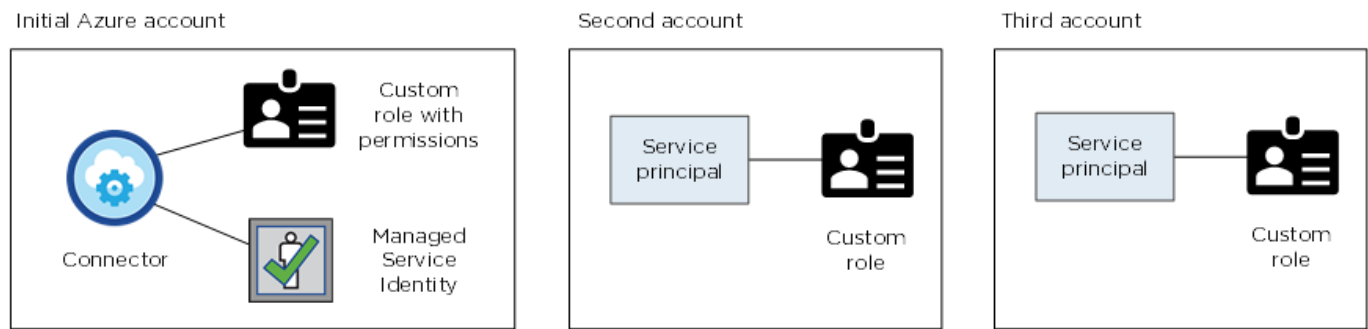 Initial Azure account
Second account
Third account
Custom
role with
permissions
Connector
Managed
Service
Identity
Service
principal
Custom
role
Service
principal
Custom
role